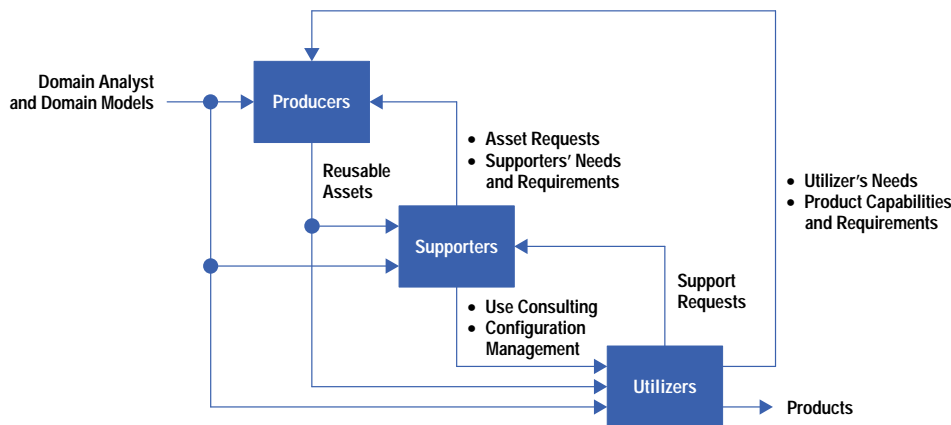 Domain Analyst
and Domain Models
Producers
• Asset Requests
• Supporters' Needs
and Requirements
Reusable
Assets
• Utilizer's Needs
• Product Capabilities
and Requirements
Supporters
Support
Requests
• Use Consulting
• Configuration
Management
Utilizers
Products